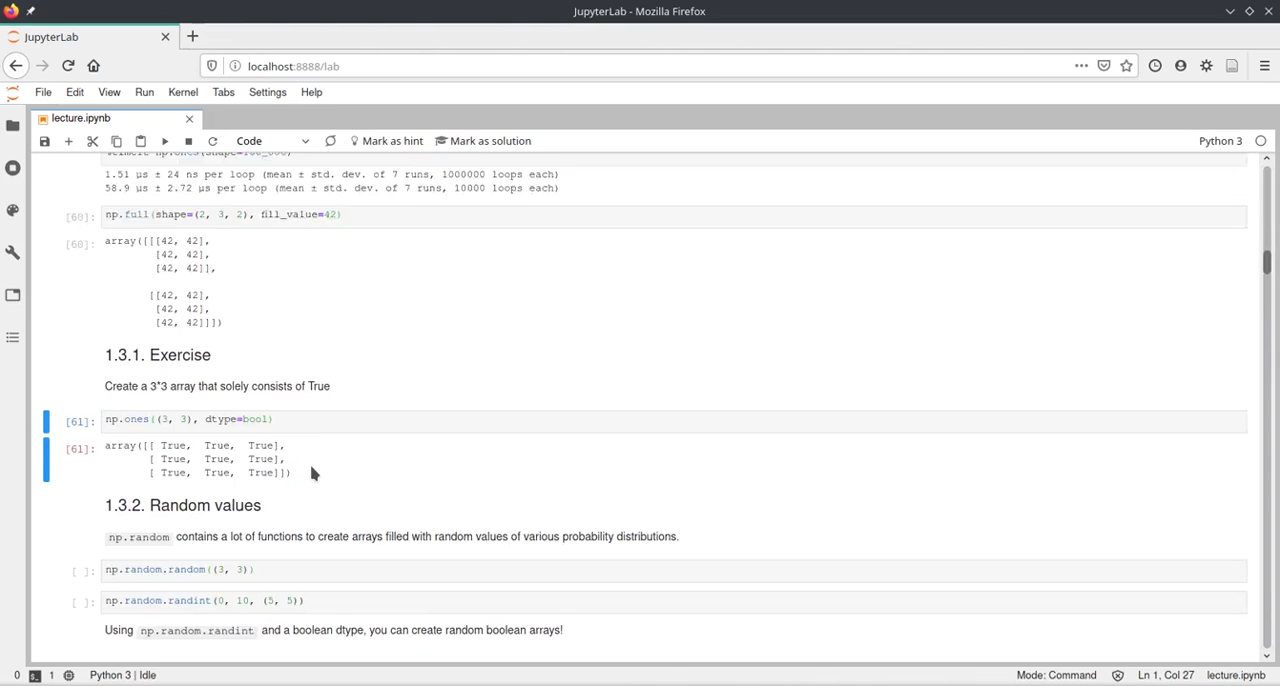 JupyterLab - Mozilla Firefox
JupyterLab
localhost:8888/lab
File Edit View Run Kernel Tabs Settings Help
lecture.ipynb
Code Mark as hint Mark as solution Python 3
1.51 µs ± 24 ns per loop (mean ± std. dev. of 7 runs, 1000000 loops each)
58.9 µs ± 2.72 µs per loop (mean ± std. dev. of 7 runs, 10000 loops each)
[60]: np.full(shape=(2, 3, 2), fill_value=42)
[60]: array([[[42, 42],
[42, 42],
[42, 42]],
[[42, 42],
[42, 42],
[42, 42]]])
1.3.1. Exercise
Create a 3*3 array that solely consists of True
[61]: np.ones((3, 3), dtype=bool)
[61]: array([[ True, True, True],
[ True, True, True],
[ True, True, True]])
1.3.2. Random values
np.random contains a lot of functions to create arrays filled with random values of various probability distributions.
[ ]: np.random.random((3, 3))
[ ]: np.random.randint(0, 10, (5, 5))
Using np.random.randint and a boolean dtype, you can create random boolean arrays!
0 1 Python 3 | Idle Mode: Command Ln 1, Col 27 lecture.ipynb